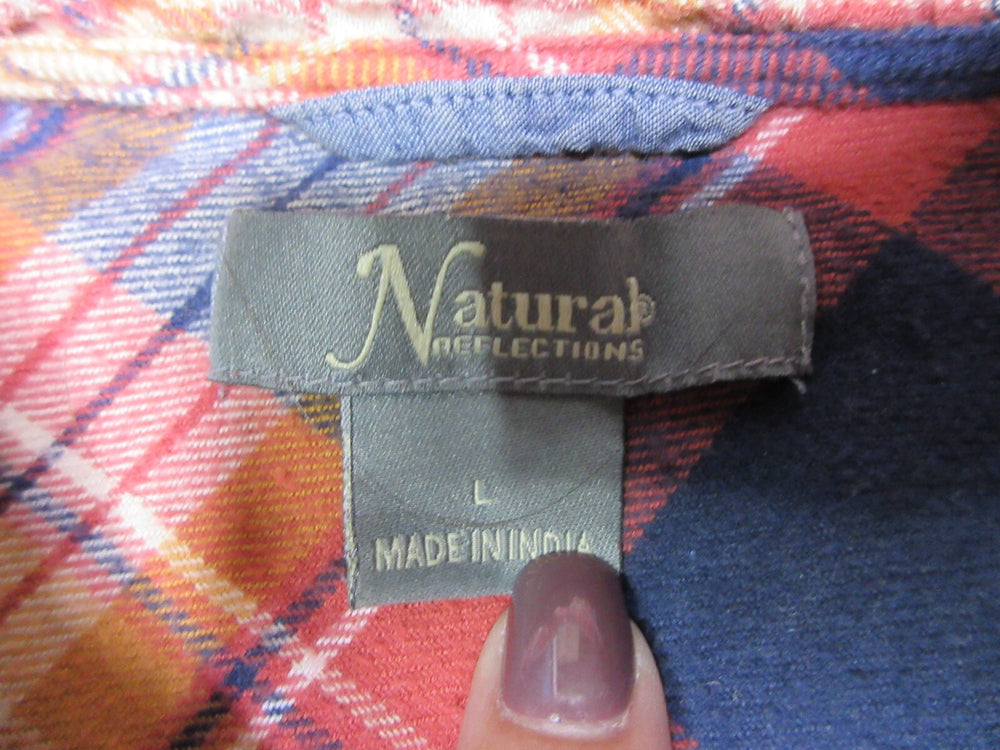 Natural®
REFLECTIONS
L
MADE IN INDIA